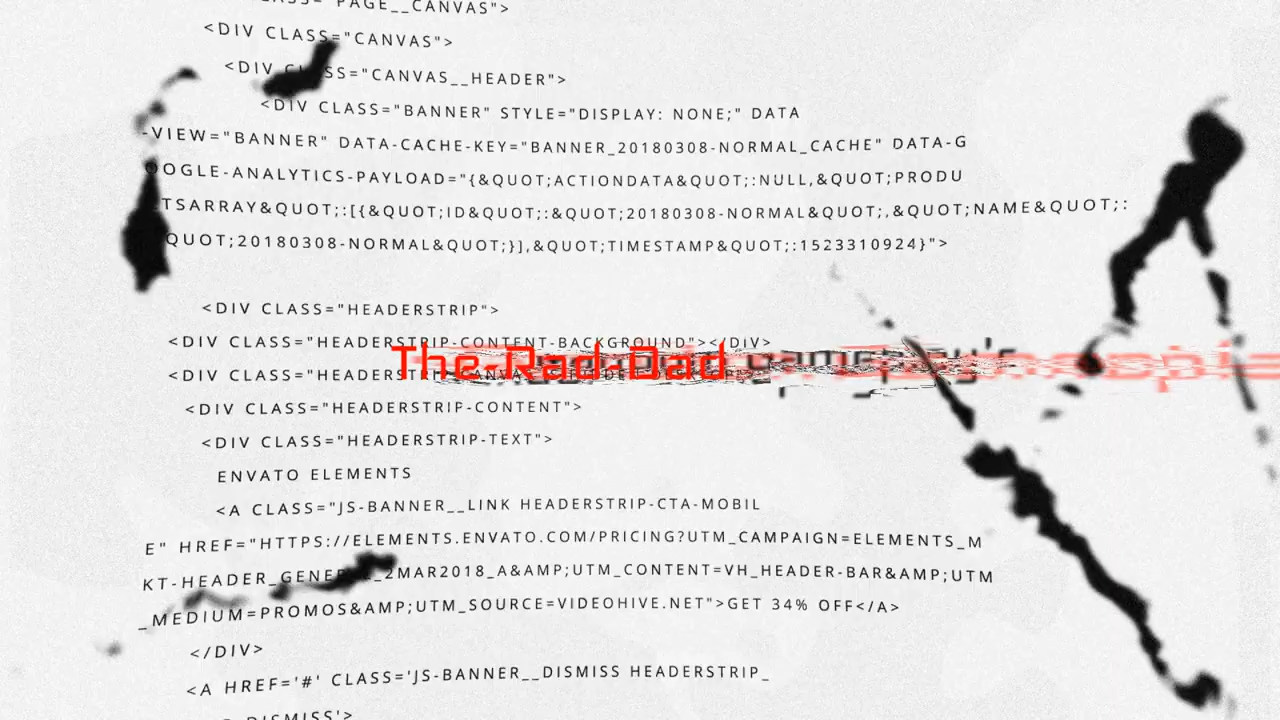 PAGE__CANVAS">
<DIV CLASS="CANVAS">
<DIV CLASS="CANVAS__HEADER">
<DIV CLASS="BANNER" STYLE="DISPLAY: NONE;" DATA
-VIEW="BANNER" DATA-CACHE-KEY="BANNER_20180308-NORMAL_CACHE" DATA-G
OOGLE-ANALYTICS-PAYLOAD="{&QUOT;ACTIONDATA&QUOT;:NULL,&QUOT;PRODU
TSARRAY&QUOT;:[{&QUOT;ID&QUOT;:&QUOT;20180308-NORMAL&QUOT;,&QUOT;NAME&QUOT;:
QUOT;20180308-NORMAL&QUOT;}],&QUOT;TIMESTAMP&QUOT;:1523310924}">
<DIV CLASS="HEADERSTRIP">
<DIV CLASS="HEADERSTRIP-CONTENT-BACKGROUND"></DIV>
The Rad Dad
<DIV CLASS="HEADERSTRIP-CONTENT">
<DIV CLASS="HEADERSTRIP-TEXT">
ENVATO ELEMENTS
<A CLASS="JS-BANNER__LINK HEADERSTRIP-CTA-MOBIL
E" HREF="HTTPS://ELEMENTS.ENVATO.COM/PRICING?UTM_CAMPAIGN=ELEMENTS_M
KT-HEADER_GENERAL_2MAR2018_A&AMP;UTM_CONTENT=VH_HEADER-BAR&AMP;UTM
_MEDIUM=PROMOS&AMP;UTM_SOURCE=VIDEOHIVE.NET">GET 34% OFF</A>
</DIV>
<A HREF='#' CLASS='JS-BANNER__DISMISS HEADERSTRIP_
DISMISS'>